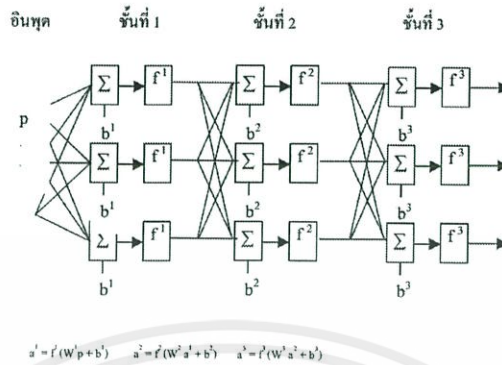 อินพุต ชั้นที่ 1 ชั้นที่ 2 ชั้นที่ 3
Σ f¹ Σ f² Σ f³
p
b¹ b² b³
Σ f¹ Σ f² Σ f³
b¹ b² b³
Σ f¹ Σ f² Σ f³
b¹ b² b³
a¹ = f¹(W¹p + b¹) a² = f²(W²a¹ + b²) a³ = f³(W³a² + b³)